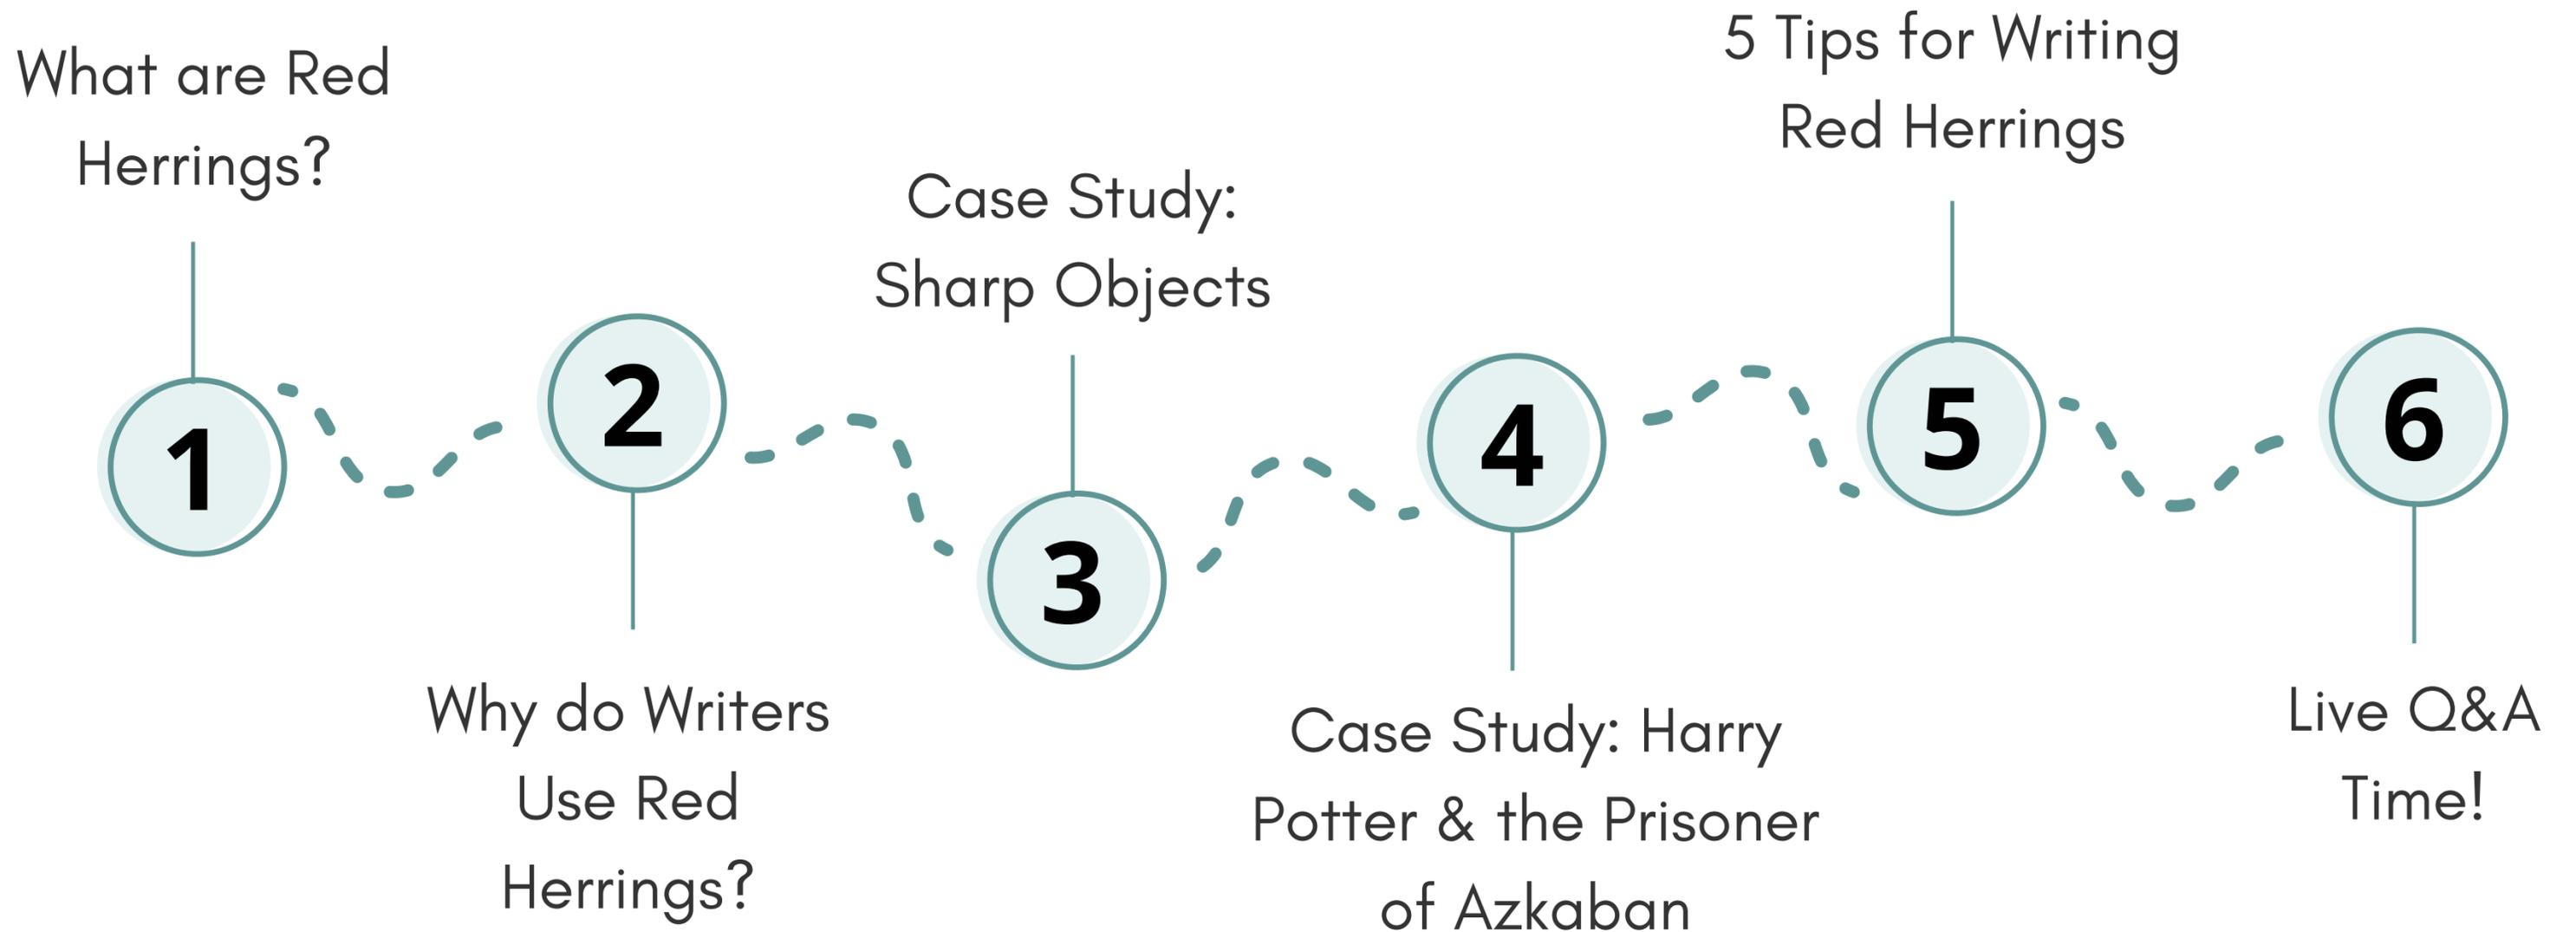 What are Red
Herrings?
1
2
Why do Writers
Use Red
Herrings?
Case Study:
Sharp Objects
3
4
Case Study: Harry
Potter & the Prisoner
of Azkaban
5 Tips for Writing
Red Herrings
5
6
Live Q&A
Time!